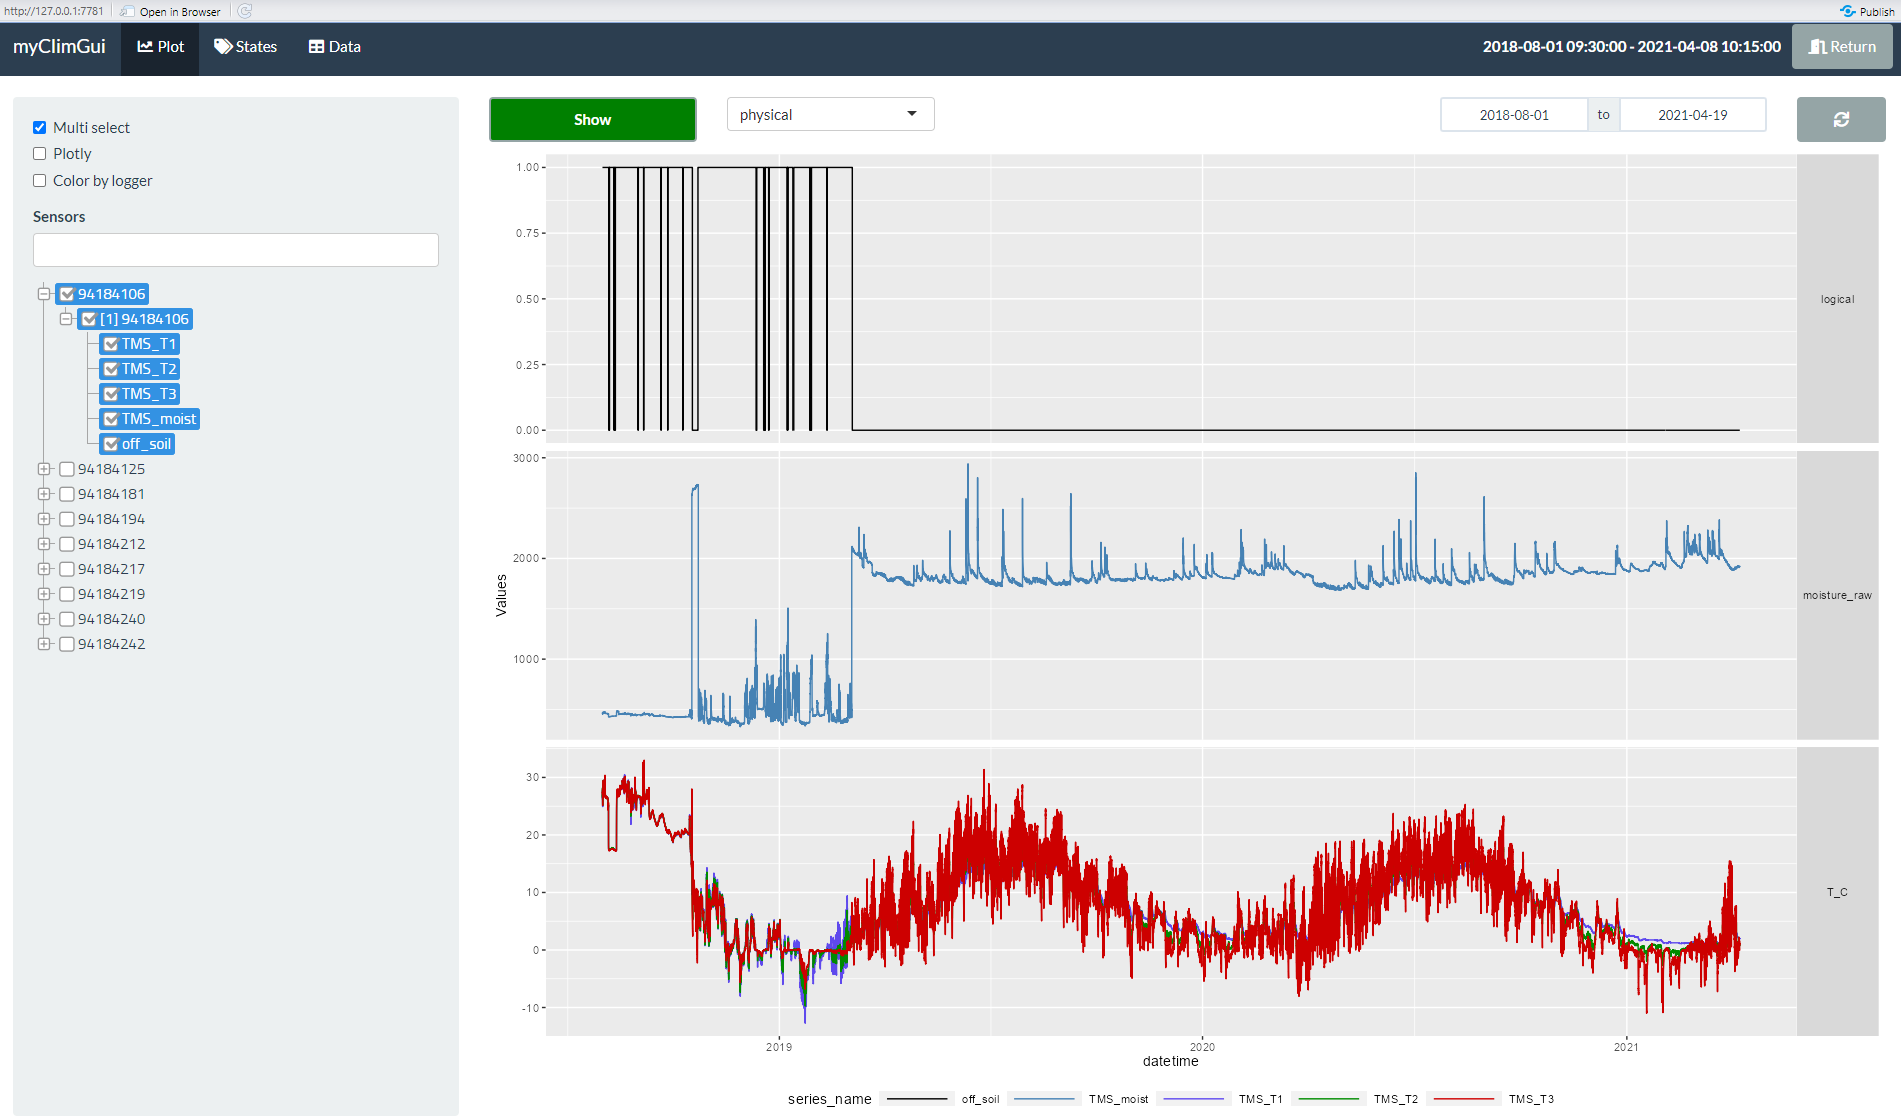 http://127.0.0.1:7781 Open in Browser Publish
myClimGui Plot States Data 2018-08-01 09:30:00 - 2021-04-08 10:15:00 Return
Multi select
Plotly
Color by logger
Sensors
94184106
[1] 94184106
TMS_T1
TMS_T2
TMS_T3
TMS_moist
off_soil
94184125
94184181
94184194
94184212
94184217
94184219
94184240
94184242
Show physical 2018-08-01 to 2021-04-19
1.00
0.75
0.50
0.25
0.00
logical
3000
2000
1000
moisture_raw
Values
30
20
10
0
-10
T_C
2019 2020 2021
datetime
series_name off_soil TMS_moist TMS_T1 TMS_T2 TMS_T3